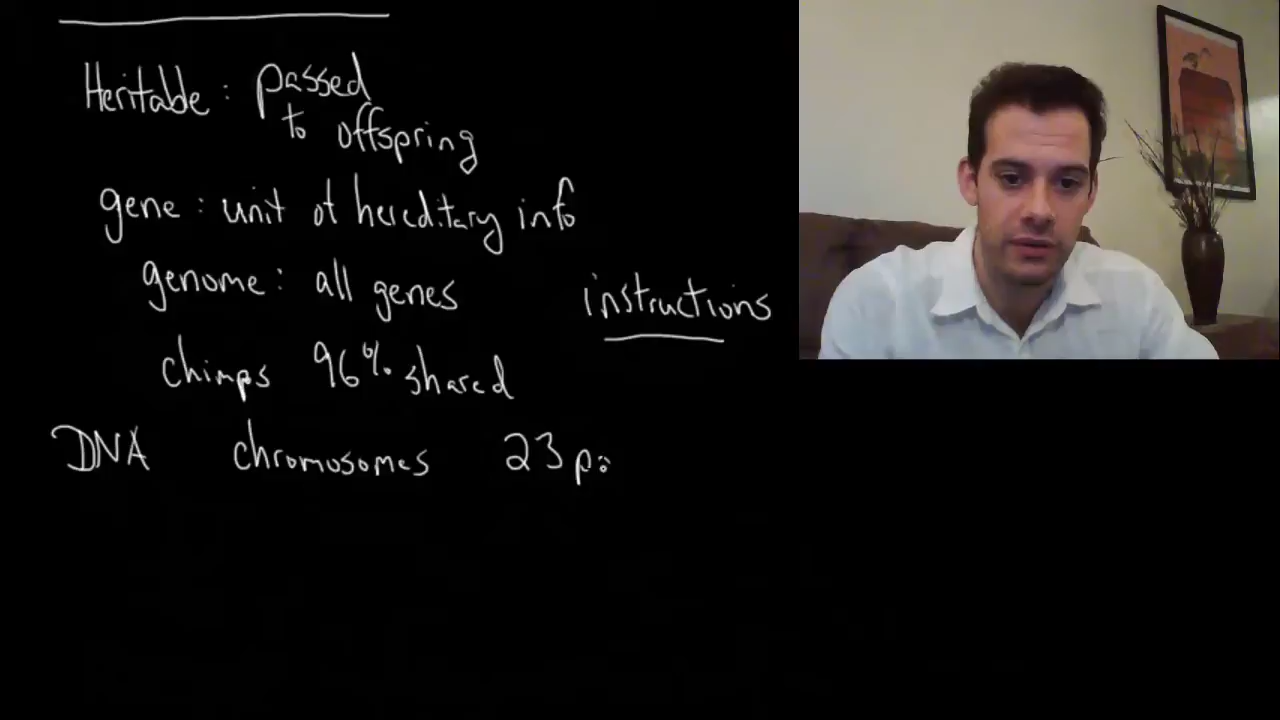 Heritable: passed
to offspring
gene: unit of hereditary info
genome: all genes
instructions
chimps 96% shared
DNA chromosomes 23 pa